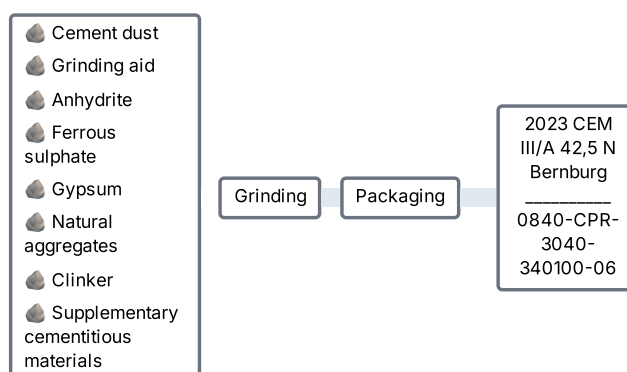 Cement dust
Grinding aid
Anhydrite
Ferrous
sulphate
Gypsum
Natural
aggregates
Clinker
Supplementary
cementitious
materials
Grinding
Packaging
2023 CEM
III/A 42,5 N
Bernburg
__________
0840-CPR-
3040-
340100-06